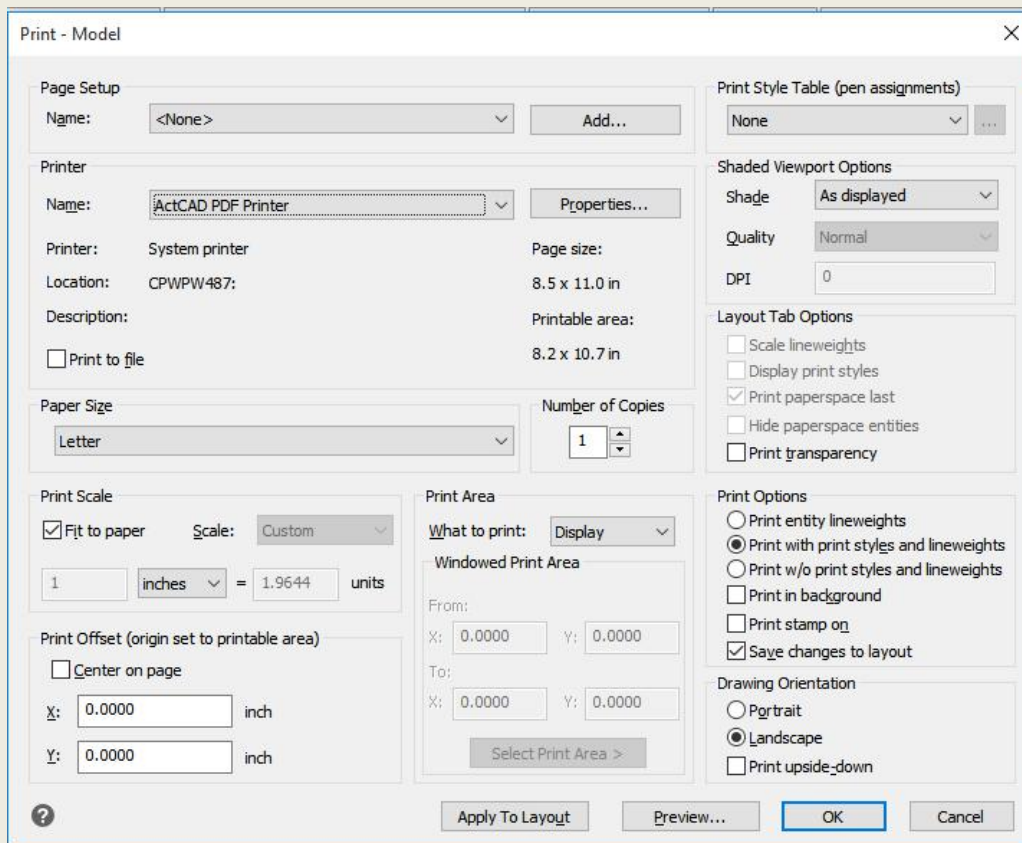 Print - Model
Page Setup
Name: <None> Add...
Printer
Name: ActCAD PDF Printer Properties...
Printer: System printer Page size:
Location: CPWPW487: 8.5 x 11.0 in
Description: Printable area:
Print to file 8.2 x 10.7 in
Paper Size
Letter
Number of Copies
1
Print Scale
Fit to paper Scale: Custom
1 inches = 1.9644 units
Print Offset (origin set to printable area)
Center on page
X: 0.0000 inch
Y: 0.0000 inch
Print Area
What to print: Display
Windowed Print Area
From:
X: 0.0000 Y: 0.0000
To:
X: 0.0000 Y: 0.0000
Select Print Area >
Print Style Table (pen assignments)
None ...
Shaded Viewport Options
Shade As displayed
Quality Normal
DPI 0
Layout Tab Options
Scale lineweights
Display print styles
Print paperspace last
Hide paperspace entities
Print transparency
Print Options
Print entity lineweights
Print with print styles and lineweights
Print w/o print styles and lineweights
Print in background
Print stamp on
Save changes to layout
Drawing Orientation
Portrait
Landscape
Print upside-down
? Apply To Layout Preview... OK Cancel